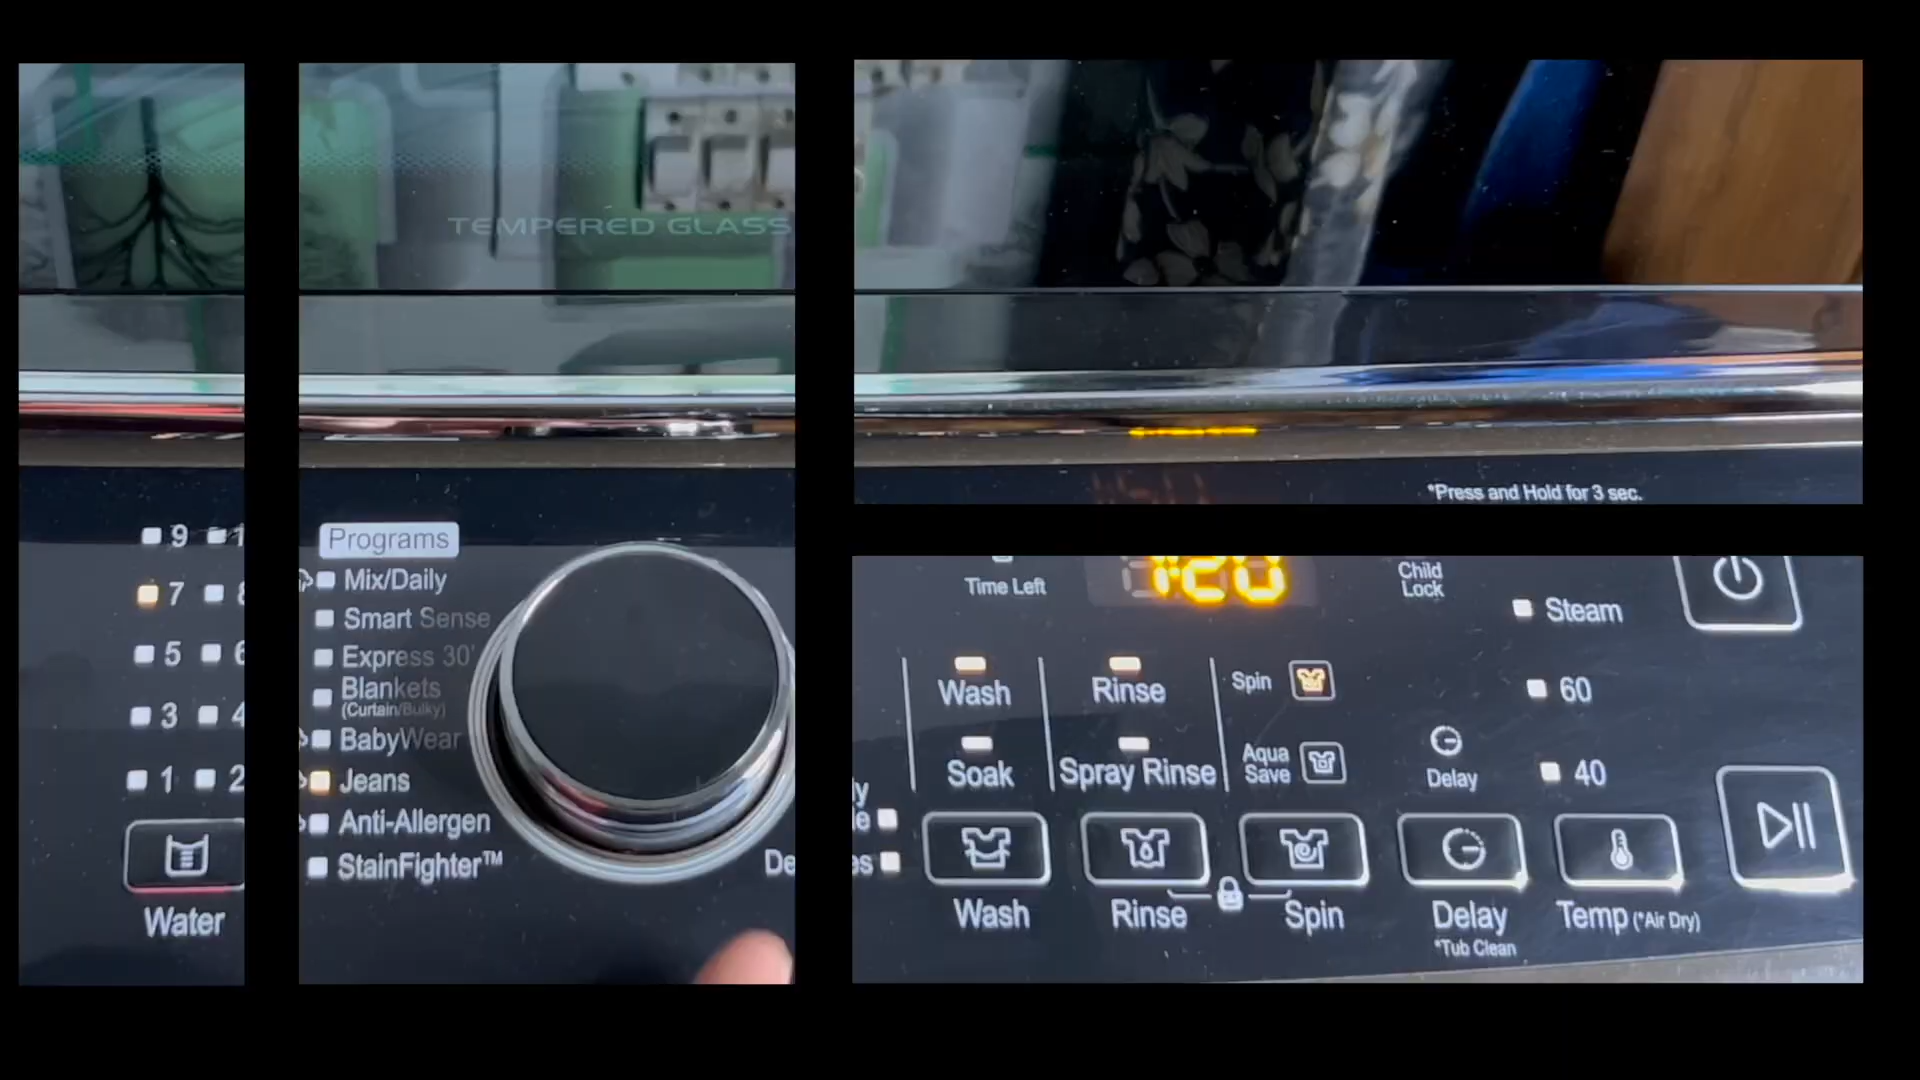 TEMPERED GLASS
*Press and Hold for 3 sec.
9
7
5
3
1 2
Water
Programs
Mix/Daily
Smart Sense
Express 30'
Blankets
(Curtain/Bulky)
BabyWear
Jeans
Anti-Allergen
StainFighter™
Time Left
1:20
Child
Lock
Steam
60
40
Wash
Rinse
Spin
Soak
Spray Rinse
Aqua
Save
Delay
Wash
Rinse
Spin
Delay
*Tub Clean
Temp (*Air Dry)